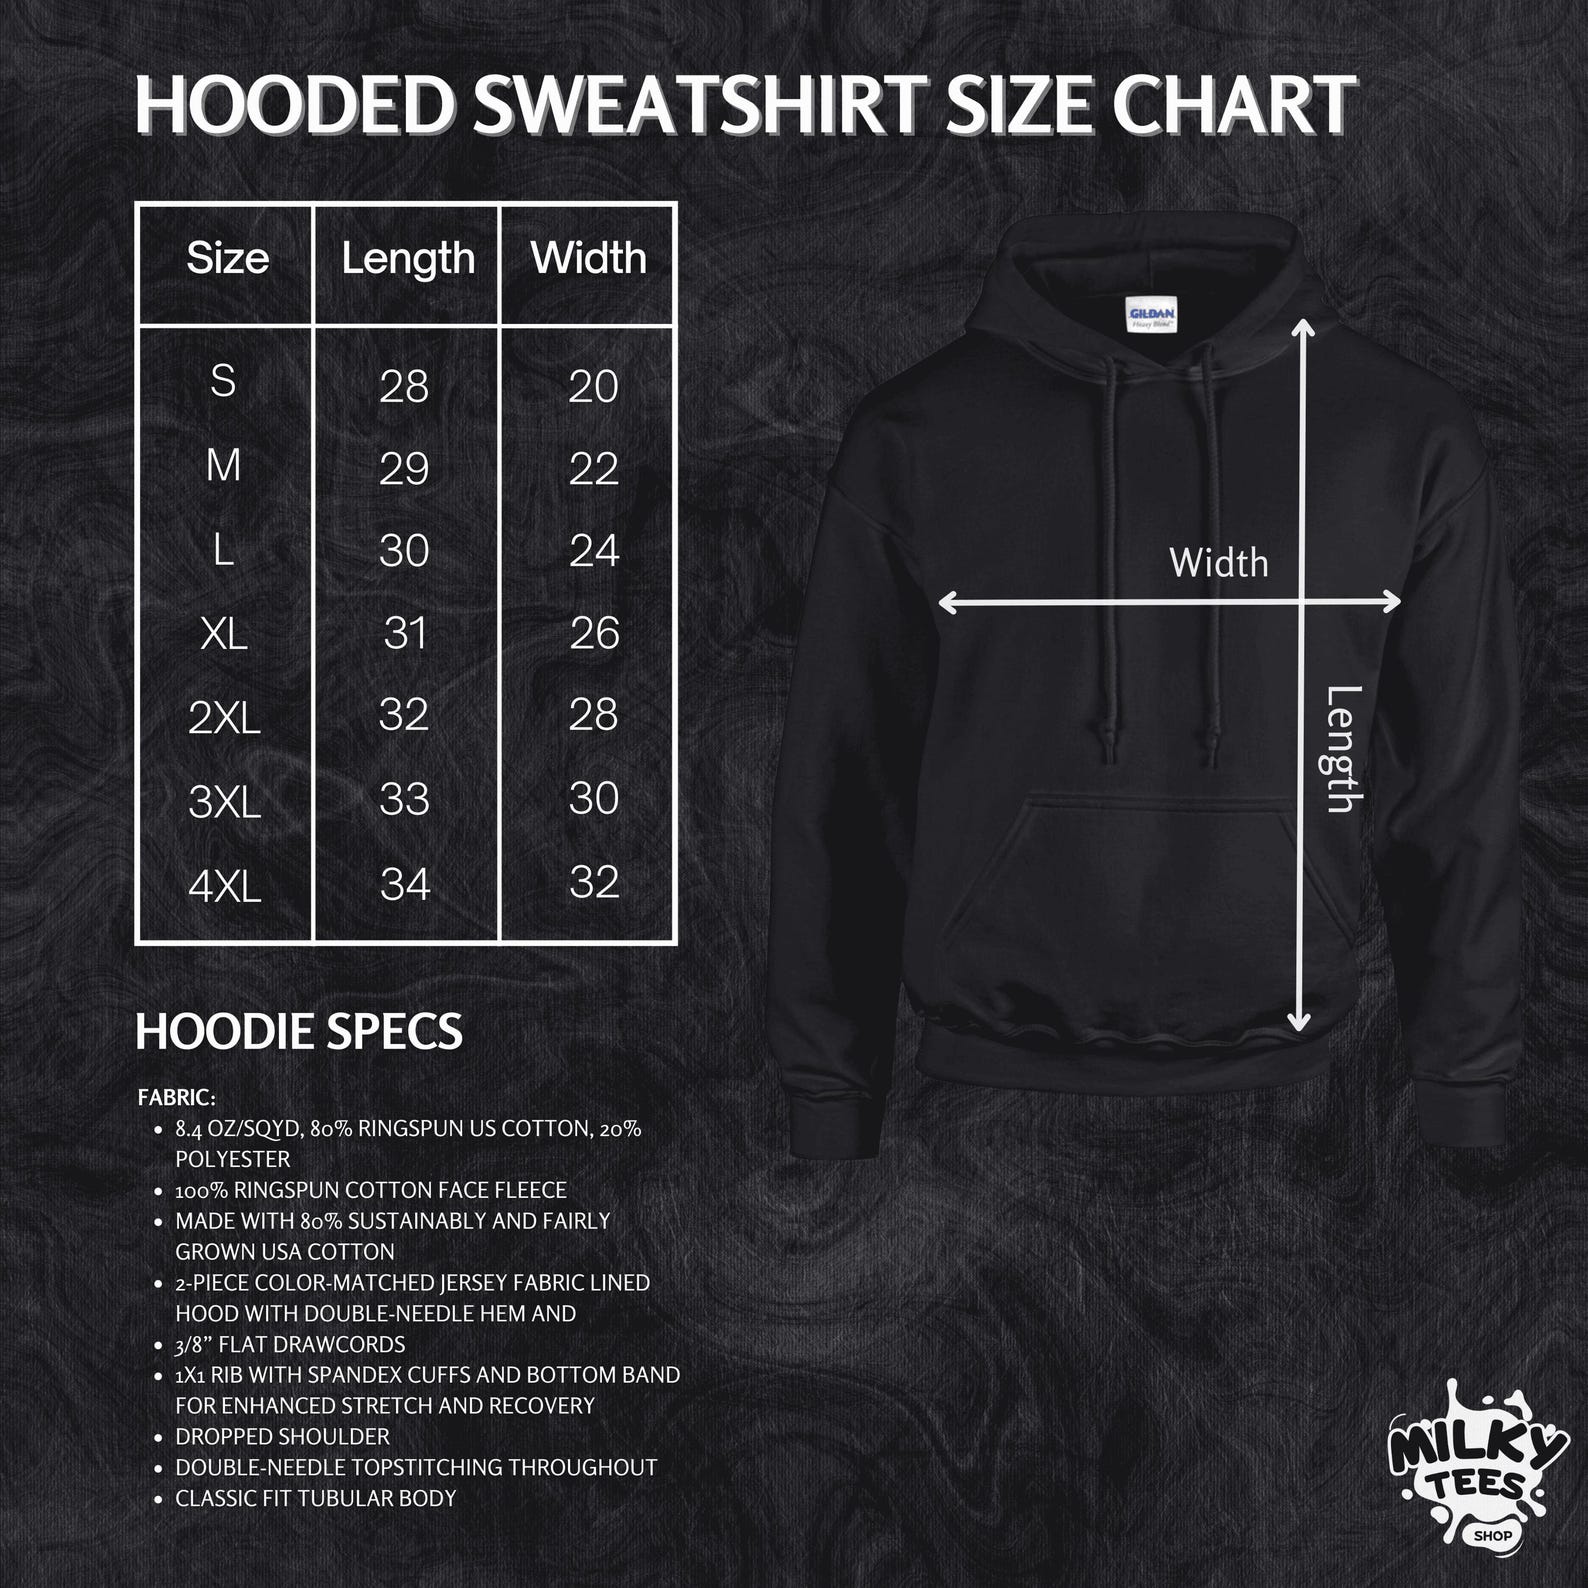 HOODED SWEATSHIRT SIZE CHART
Size Length Width
S 28 20
M 29 22
L 30 24
XL 31 26
2XL 32 28
3XL 33 30
4XL 34 32
GILDAN
Heavy Blend™
Width
Length
HOODIE SPECS
FABRIC:
• 8.4 OZ/SQYD, 80% RINGSPUN US COTTON, 20%
POLYESTER
• 100% RINGSPUN COTTON FACE FLEECE
• MADE WITH 80% SUSTAINABLY AND FAIRLY
GROWN USA COTTON
• 2-PIECE COLOR-MATCHED JERSEY FABRIC LINED
HOOD WITH DOUBLE-NEEDLE HEM AND
• 3/8” FLAT DRAWCORDS
• 1X1 RIB WITH SPANDEX CUFFS AND BOTTOM BAND
FOR ENHANCED STRETCH AND RECOVERY
• DROPPED SHOULDER
• DOUBLE-NEEDLE TOPSTITCHING THROUGHOUT
• CLASSIC FIT TUBULAR BODY
MILKY
TEES
SHOP